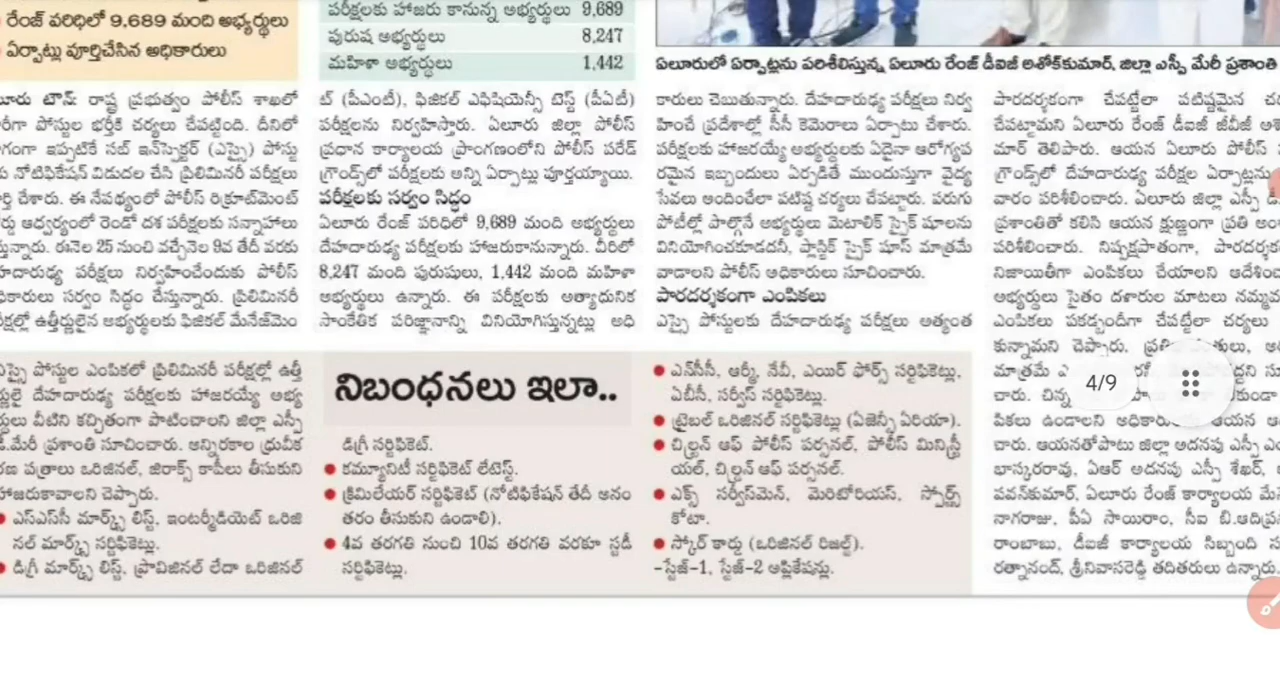 రేంజ్ పరిధిలో 9,689 మంది అభ్యర్థులు
ఏర్పాట్లు పూర్తిచేసిన అధికారులు
పరీక్షలకు హాజరు కానున్న అభ్యర్థులు 9,689
పురుష అభ్యర్థులు 8,247
మహిళా అభ్యర్థులు 1,442
ఏలూరులో ఏర్పాట్లను పరిశీలిస్తున్న ఏలూరు రేంజ్ డీఐజీ అశోక్‌కుమార్, జిల్లా ఎస్పీ మేరీ ప్రశాంతి
టౌన్: రాష్ట్ర ప్రభుత్వం పోలీస్ శాఖలో
పోస్టుల భర్తీకి చర్యలు చేపట్టింది. దీనిలో
ఇప్పటికే సబ్ ఇన్‌స్పెక్టర్ (ఎస్సై) పోస్టు
నోటిఫికేషన్ విడుదల చేసి ప్రిలిమినరీ పరీక్షలు
చేశారు. ఈ నేపథ్యంలో పోలీస్ రిక్రూట్‌మెంట్
ఆధ్వర్యంలో రెండో దశ పరీక్షలకు సన్నాహాలు
ఈనెల 25 నుంచి వచ్చేనెల 9వ తేదీ వరకు
పరీక్షలు నిర్వహించేందుకు పోలీస్
సర్వం సిద్ధం చేస్తున్నారు. ప్రిలిమినరీ
ఉత్తీర్ణులైన అభ్యర్థులకు ఫిజికల్ మేనేజ్‌మెం
ట్ (పీఎంటీ), ఫిజికల్ ఎఫిషియెన్సీ టెస్ట్ (పీఈటీ)
పరీక్షలను నిర్వహిస్తారు. ఏలూరు జిల్లా పోలీస్
ప్రధాన కార్యాలయ ప్రాంగణంలోని పోలీస్ పరేడ్
గ్రౌండ్స్‌లో పరీక్షలకు అన్ని ఏర్పాట్లు పూర్తయ్యాయి.
పరీక్షలకు సర్వం సిద్ధం
ఏలూరు రేంజ్ పరిధిలో 9,689 మంది అభ్యర్థులు
దేహదారుఢ్య పరీక్షలకు హాజరుకానున్నారు. వీరిలో
8,247 మంది పురుషులు, 1,442 మంది మహిళా
అభ్యర్థులు ఉన్నారు. ఈ పరీక్షలకు అత్యాధునిక
సాంకేతిక పరిజ్ఞానాన్ని వినియోగిస్తున్నట్లు అధి
కారులు చెబుతున్నారు. దేహదారుఢ్య పరీక్షలు నిర్వ
హించే ప్రదేశాల్లో సీసీ కెమెరాలు ఏర్పాటు చేశారు.
పరీక్షలకు హాజరయ్యే అభ్యర్థులకు ఏదైనా ఆరోగ్యప
రమైన ఇబ్బందులు ఏర్పడితే ముందుస్తుగా వైద్య
సేవలు అందించేలా పటిష్ట చర్యలు చేపట్టారు. పరుగు
పోటీల్లో పాల్గొనే అభ్యర్థులు మెటాలిక్ స్పైక్ షూలను
వినియోగించకూడదనీ, ప్లాస్టిక్ స్పైక్ షూస్ మాత్రమే
వాడాలని పోలీస్ అధికారులు సూచించారు.
పారదర్శకంగా ఎంపికలు
ఎస్సై పోస్టులకు దేహదారుఢ్య పరీక్షలు అత్యంత
పారదర్శకంగా చేపట్టేలా పటిష్టమైన
చేపట్టామని ఏలూరు రేంజ్ డీఐజీ జీవీజీ
మార్ తెలిపారు. ఆయన ఏలూరు పోలీస్
గ్రౌండ్స్‌లో దేహదారుఢ్య పరీక్షల ఏర్పాట్లను
వారం పరిశీలించారు. ఏలూరు జిల్లా ఎస్పీ
ప్రశాంతితో కలిసి ఆయన క్షుణ్ణంగా ప్రతి
పరిశీలించారు. నిష్పక్షపాతంగా,
నిజాయితీగా ఎంపికలు చేయాలని
అభ్యర్థులు సైతం దళారుల మాటలు
ఎంపికలు పకడ్బందీగా చేపట్టేలా చర్యలు
కున్నామని చెప్పారు.
మాత్రమే
చారు. చిన్న
పికలు ఉండాలని
చారు. ఆయనతోపాటు జిల్లా అదనపు ఎస్పీ
బాస్కరరావు, ఏఆర్ అదనపు ఎస్పీ శేఖర్,
పవన్‌కుమార్, ఏలూరు రేంజ్ కార్యాలయ
నాగరాజు, పీఏ సాయిరాం, సీఐ
రాంబాబు, డీఐజీ కార్యాలయ సిబ్బంది
రత్నానంద్, శ్రీనివాసరెడ్డి తదితరులు ఉన్నారు.
4/9
పోస్టుల ఎంపికలో ప్రిలిమినరీ పరీక్షల్లో ఉత్తీ
దేహదారుఢ్య పరీక్షలకు హాజరయ్యే అభ్య
వీటిని కచ్చితంగా పాటించాలని జిల్లా ఎస్పీ
ప్రశాంతి సూచించారు. అన్నిరకాల ధ్రువీక
పత్రాలు ఒరిజినల్, జిరాక్స్ కాపీలు తీసుకుని
హాజరుకావాలని చెప్పారు.
ఎస్ఎస్‌సీ మార్క్స్ లిస్ట్, ఇంటర్మీడియెట్ ఒరిజి
నల్ మార్క్స్ సర్టిఫికెట్లు.
డిగ్రీ మార్క్స్ లిస్ట్, ప్రొవిజినల్ లేదా ఒరిజినల్
నిబంధనలు ఇలా..
డిగ్రీ సర్టిఫికెట్.
కమ్యూనిటీ సర్టిఫికెట్ లేటెస్ట్.
క్రిమిలేయర్ సర్టిఫికెట్ (నోటిఫికేషన్ తేదీ అనం
తరం తీసుకుని ఉండాలి).
4వ తరగతి నుంచి 10వ తరగతి వరకూ స్టడీ
సర్టిఫికెట్లు.
ఎన్‌సీసీ, ఆర్మీ, నేవీ, ఎయిర్ ఫోర్స్ సర్టిఫికెట్లు,
ఏబీసీ, సర్వీస్ సర్టిఫికెట్లు.
ట్రైబల్ ఒరిజినల్ సర్టిఫికెట్లు (ఏజెన్సీ ఏరియా).
చిల్డ్రన్ ఆఫ్ పోలీస్ పర్సనల్, పోలీస్ మినిస్ట్రీ
యల్, చిల్డ్రన్ ఆఫ్ పర్సనల్.
ఎక్స్ సర్వీస్‌మెన్, మెరిటోరియస్, స్పోర్ట్స్
కోటా.
స్కోర్ కార్డు (ఒరిజినల్ రిజల్ట్).
-స్టేజ్-1, స్టేజ్-2 అప్లికేషన్లు.